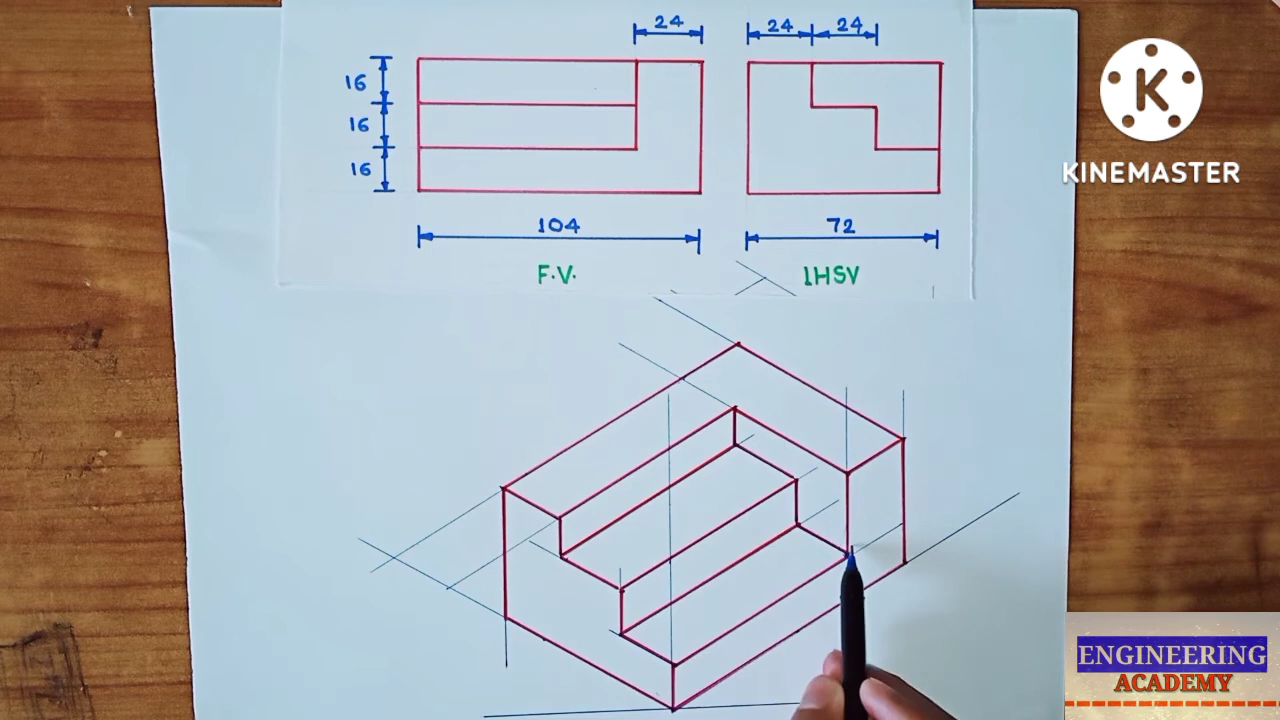 24
24 24
16
16
16
104
72
F.V.
LHSV
K
KINEMASTER
ENGINEERING
ACADEMY